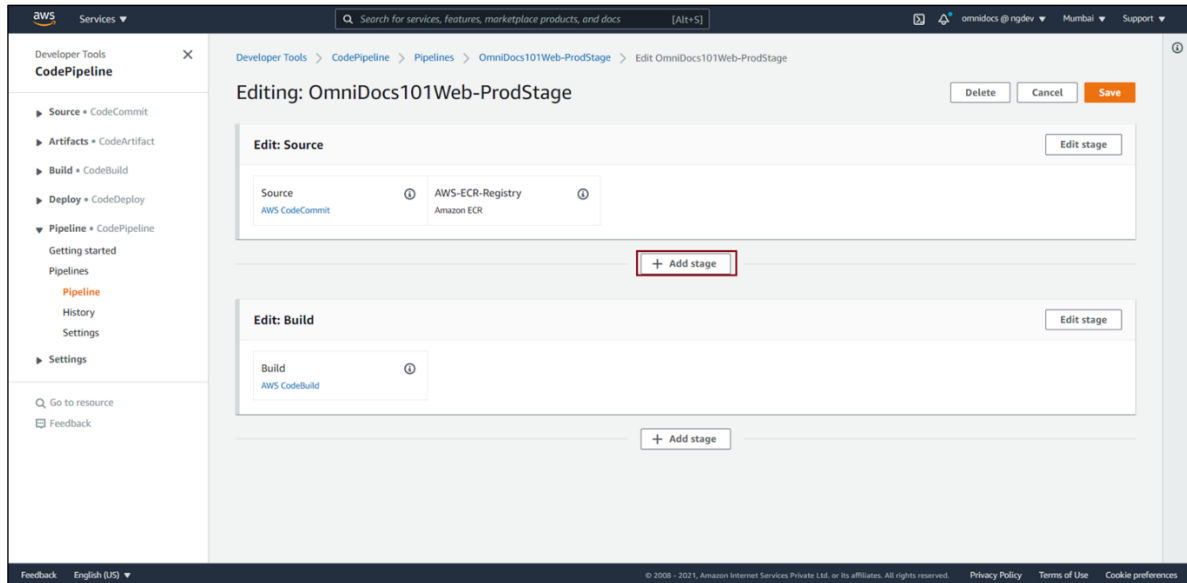 aws Services ▼ Search for services, features, marketplace products, and docs [Alt+S] omnidocs @ ngdev ▼ Mumbai ▼ Support ▼
Developer Tools
CodePipeline
Source • CodeCommit
Artifacts • CodeArtifact
Build • CodeBuild
Deploy • CodeDeploy
Pipeline • CodePipeline
Getting started
Pipelines
Pipeline
History
Settings
Settings
Go to resource
Feedback
Developer Tools > CodePipeline > Pipelines > OmniDocs101Web-ProdStage > Edit OmniDocs101Web-ProdStage
Editing: OmniDocs101Web-ProdStage
Delete Cancel Save
Edit: Source Edit stage
Source AWS-ECR-Registry
AWS CodeCommit Amazon ECR
+ Add stage
Edit: Build Edit stage
Build
AWS CodeBuild
+ Add stage
Feedback English (US) ▼ © 2008 - 2021, Amazon Internet Services Private Ltd. or its affiliates. All rights reserved. Privacy Policy Terms of Use Cookie preferences